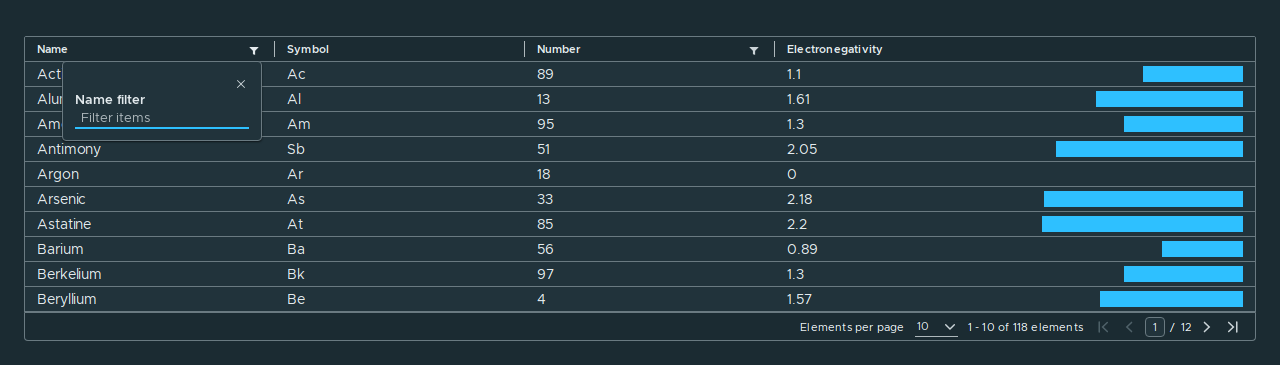 Name Symbol Number Electronegativity
Ac 89 1.1
Name filter
Filter items
Al 13 1.61
Am 95 1.3
Antimony Sb 51 2.05
Argon Ar 18 0
Arsenic As 33 2.18
Astatine At 85 2.2
Barium Ba 56 0.89
Berkelium Bk 97 1.3
Beryllium Be 4 1.57
Elements per page 10 1 - 10 of 118 elements 1 / 12